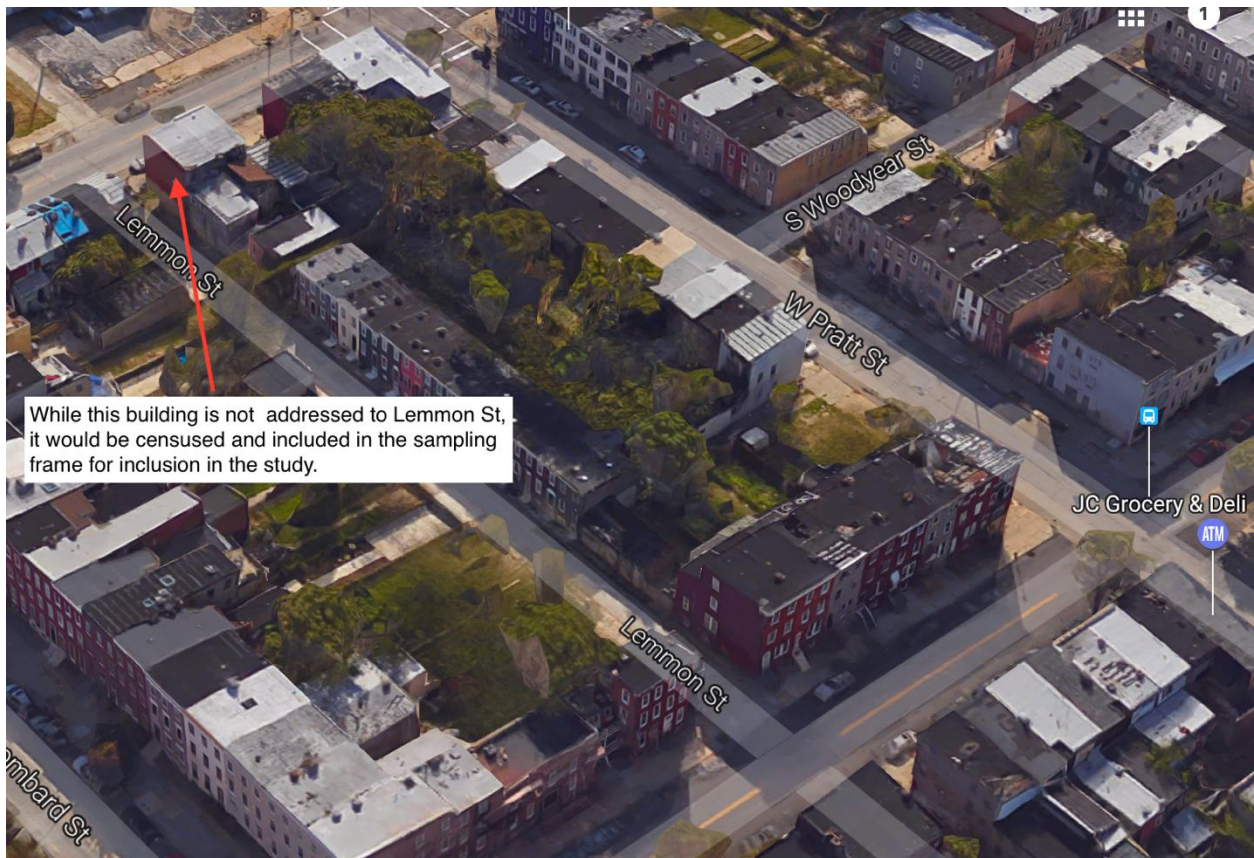 1
S Woodyear St
Lemmon St
W Pratt St
While this building is not  addressed to Lemmon St,
it would be censused and included in the sampling
frame for inclusion in the study.
JC Grocery & Deli
ATM
Lemmon St
ombard St